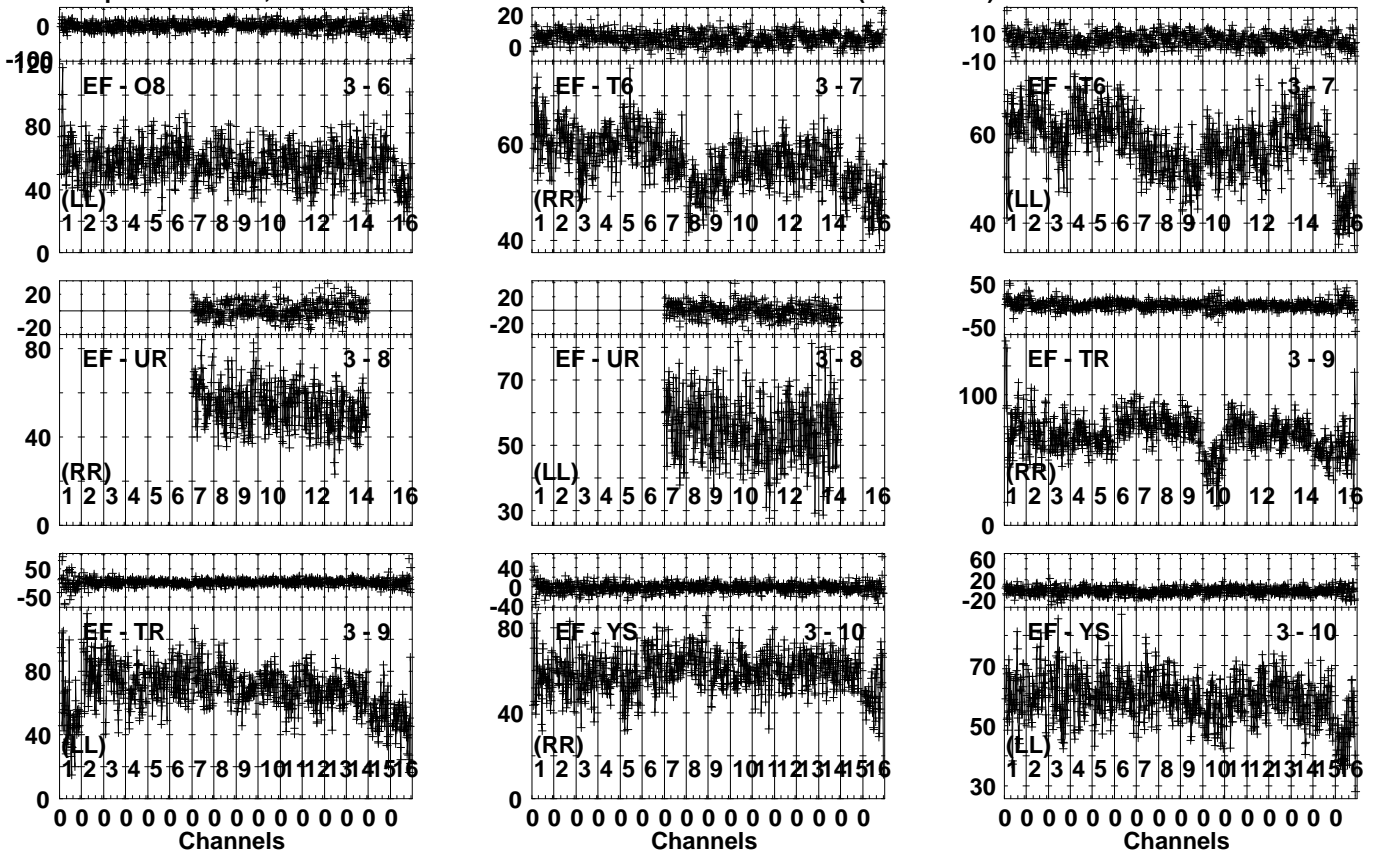 0 20 10
-100 0 -10
120 EF - O8 3 - 6 EF - T6 3 - 7 EF - T6 3 - 7
80 60 60
40 (LL) (RR) (LL)
1 2 3 4 5 6 7 8 9 10 12 14 16 1 2 3 4 5 6 7 8 9 10 12 14 16 1 2 3 4 5 6 7 8 9 10 12 14 16
0 40 40
20 20 50
-20 -20 -50
80 EF - UR 3 - 8 EF - UR 3 - 8 EF - TR 3 - 9
40 70 100
50
(RR) (LL) (RR)
1 2 3 4 5 6 7 8 9 10 12 14 16 1 2 3 4 5 6 7 8 9 10 12 14 16 1 2 3 4 5 6 7 8 9 10 12 14 16
0 30 0
50 40 60
-50 0 20
-40 -20
EF - TR 3 - 9 80 EF - YS 3 - 10 EF - YS 3 - 10
80 40 70
40 50
(LL) (RR) (LL)
1 2 3 4 5 6 7 8 9 10 11 12 13 14 15 16 1 2 3 4 5 6 7 8 9 10 11 12 13 14 15 16 1 2 3 4 5 6 7 8 9 10 11 12 13 14 15 16
0 0 30
0 0 0 0 0 0 0 0 0 0 0 0 0 0 0 0 0 0 0 0 0 0 0 0 0 0 0 0 0 0 0 0 0 0 0 0 0 0 0 0 0 0 0 0 0 0 0 0
Channels Channels Channels